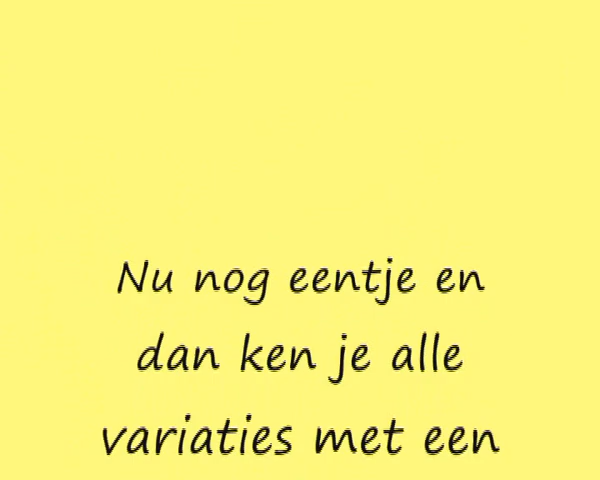 Nu nog eentje en
dan ken je alle
variaties met een